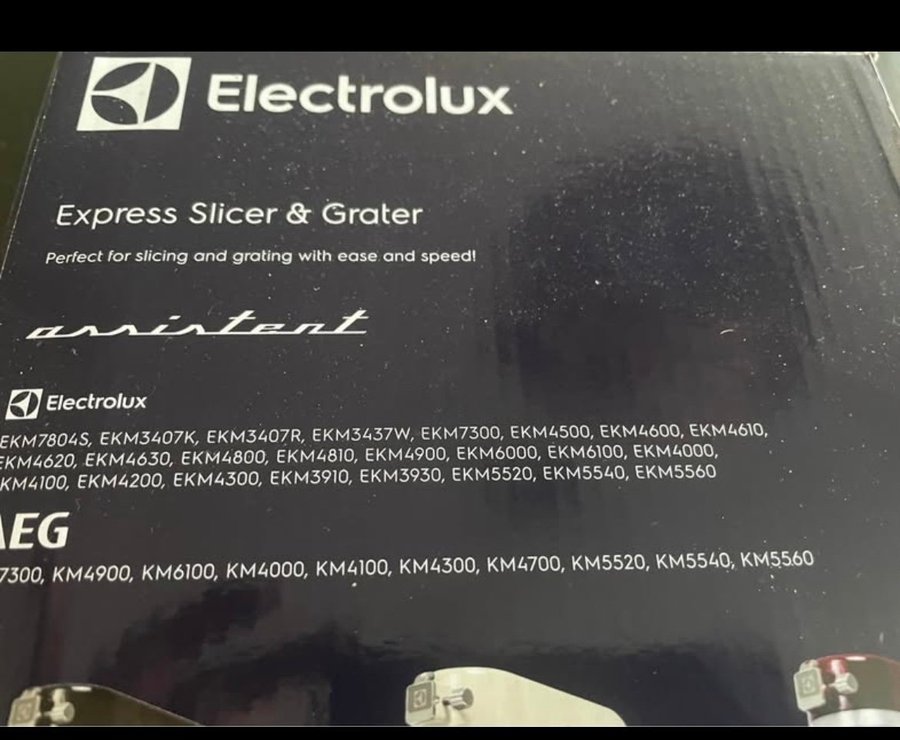 Electrolux
Express Slicer & Grater
Perfect for slicing and grating with ease and speed!
assistent
Electrolux
EKM7804S, EKM3407K, EKM3407R, EKM3437W, EKM7300, EKM4500, EKM4600, EKM4610,
EKM4620, EKM4630, EKM4800, EKM4810, EKM4900, EKM6000, EKM6100, EKM4000,
KM4100, EKM4200, EKM4300, EKM3910, EKM3930, EKM5520, EKM5540, EKM5560
AEG
7300, KM4900, KM6100, KM4000, KM4100, KM4300, KM4700, KM5520, KM5540, KM5560